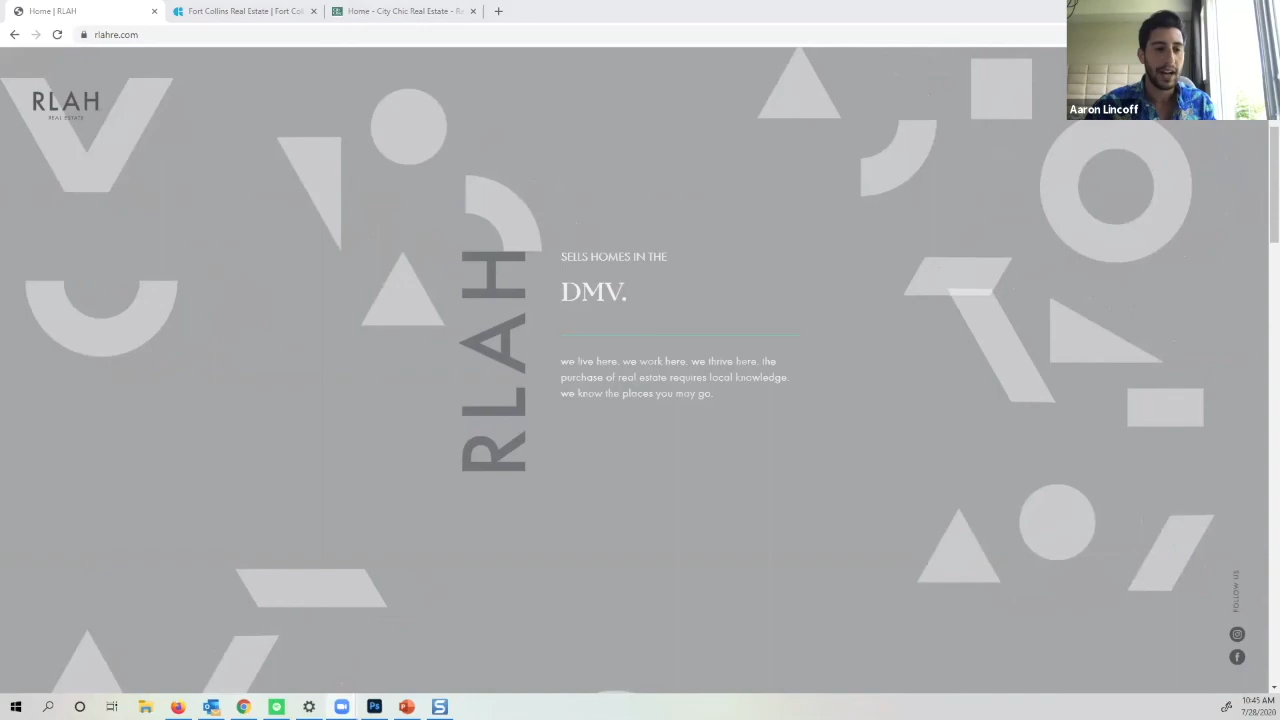 Home | RLAH
Fort Collins Real Estate | Fort Col
Home - City Chic Real Estate - Re
rlahre.com
Aaron Lincoff
RLAH
REAL ESTATE
RLAH
SELLS HOMES IN THE
DMV.
we live here. we work here. we thrive here. the
purchase of real estate requires local knowledge.
we know the places you may go.
FOLLOW US
Ps
P
S
10:45 AM
7/28/2020